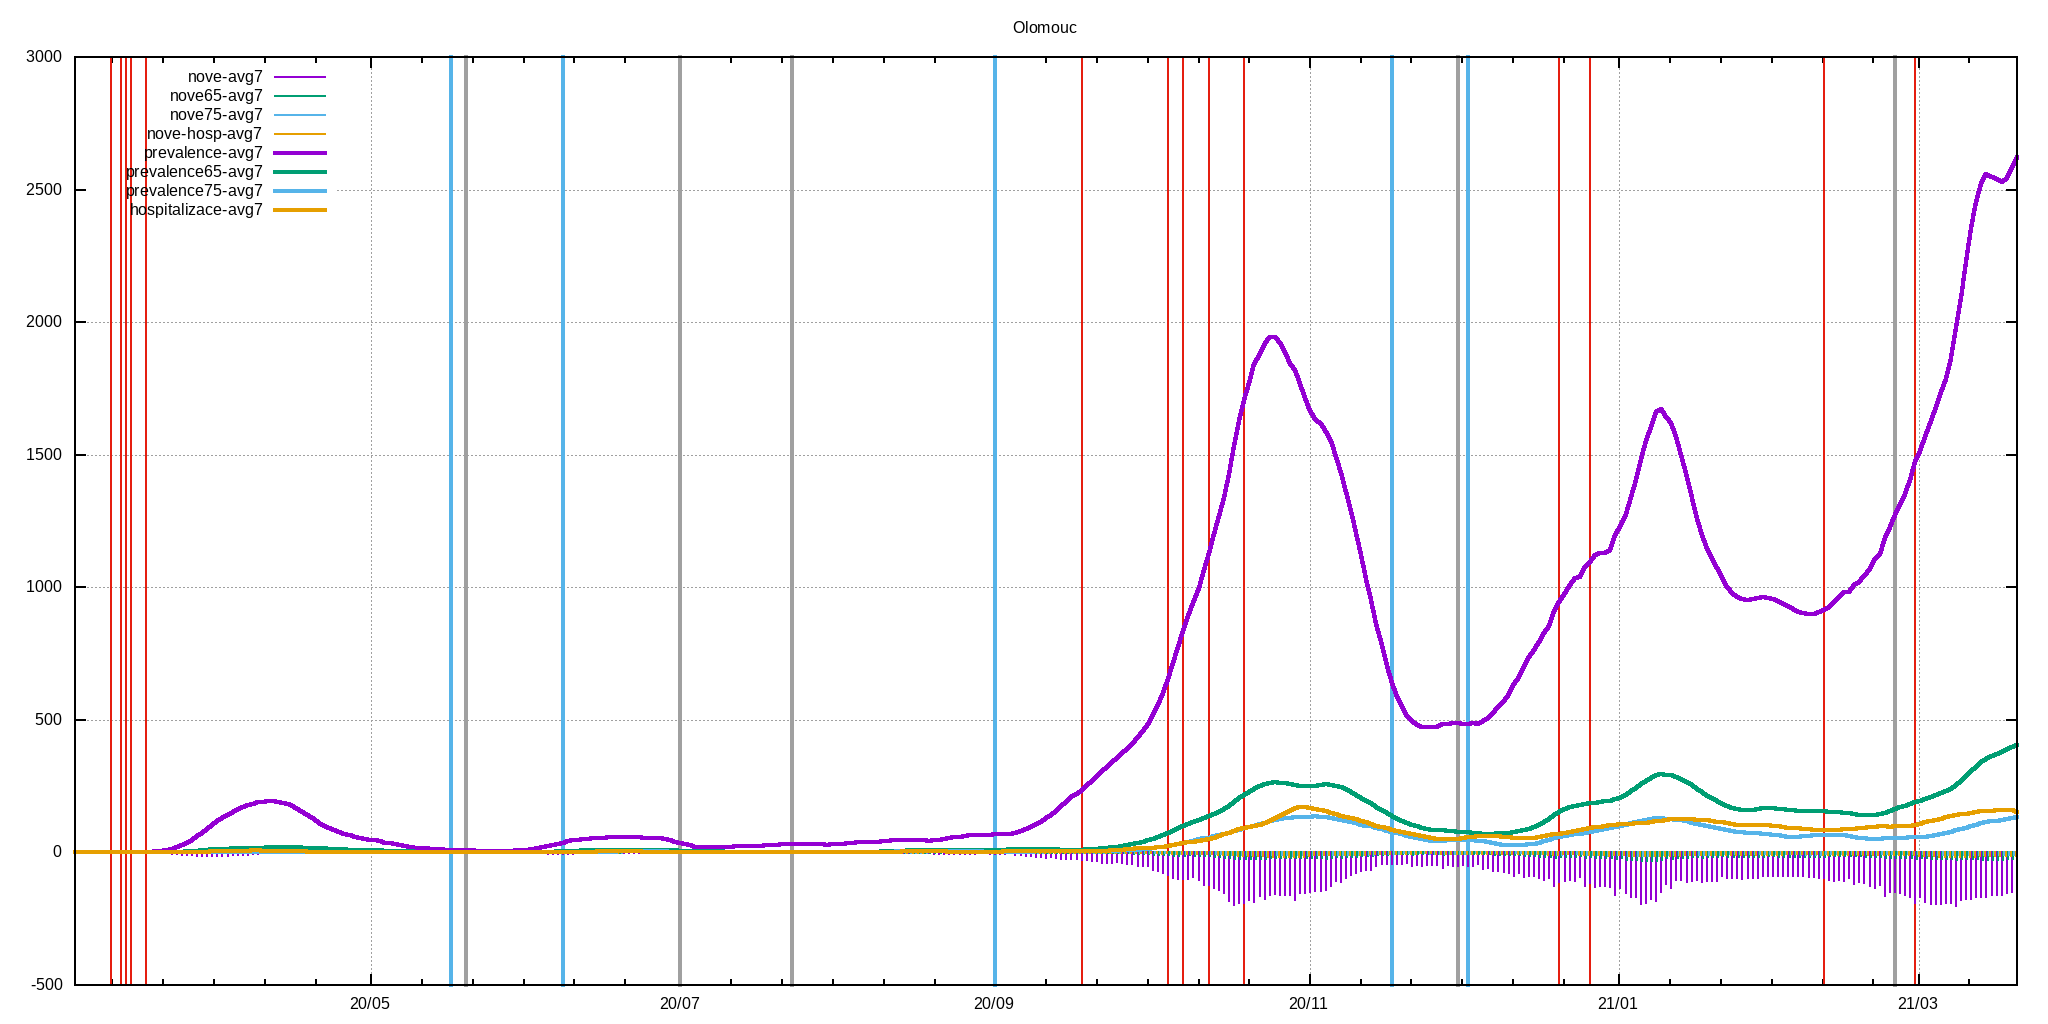 Olomouc
3000
2500
2000
1500
1000
500
0
-500
nove-avg7
nove65-avg7
nove75-avg7
nove-hosp-avg7
prevalence-avg7
prevalence65-avg7
prevalence75-avg7
hospitalizace-avg7
20/05 20/07 20/09 20/11 21/01 21/03